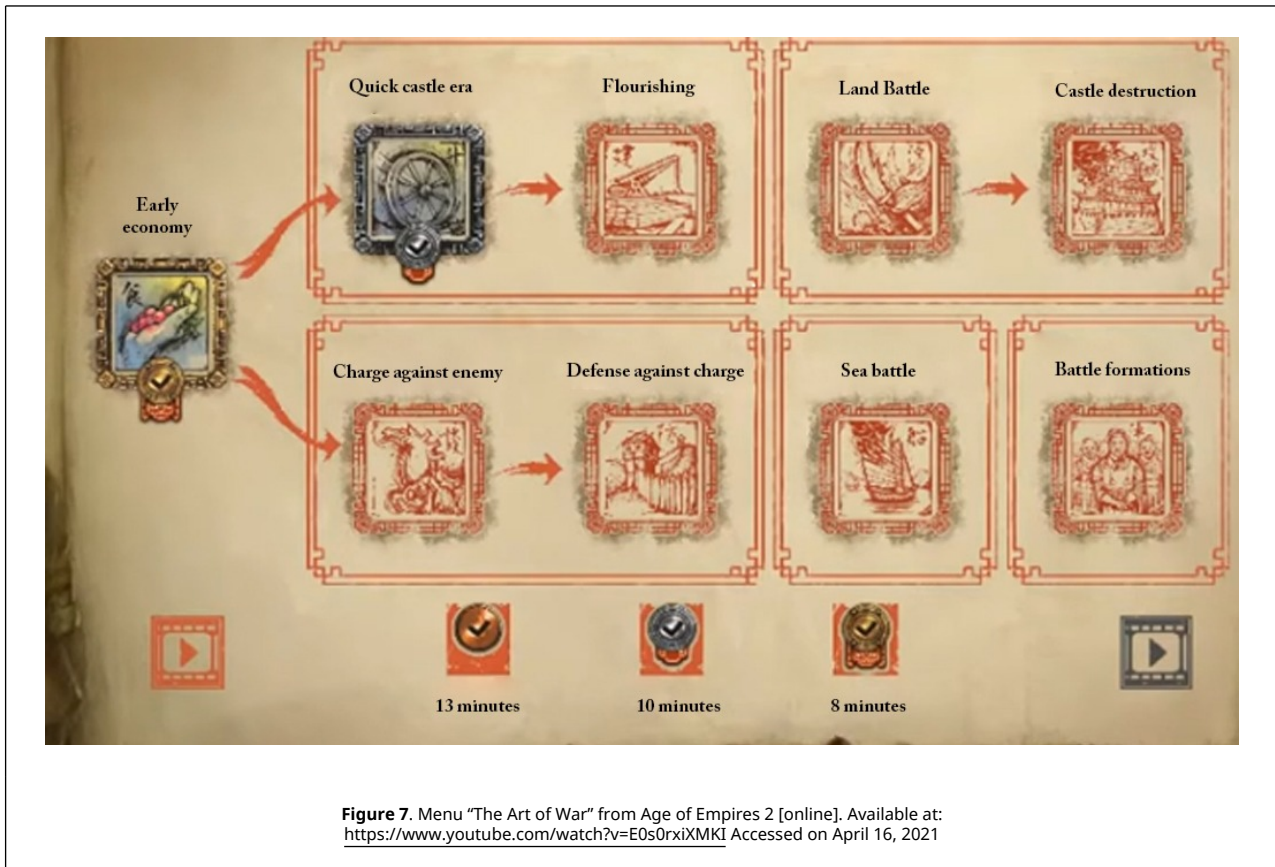 Quick castle era
Flourishing
Land Battle
Castle destruction
Early
economy
食
Charge against enemy
Defense against charge
Sea battle
Battle formations
13 minutes
10 minutes
8 minutes
Figure 7. Menu “The Art of War” from Age of Empires 2 [online]. Available at:
https://www.youtube.com/watch?v=E0s0rxiXMKI Accessed on April 16, 2021